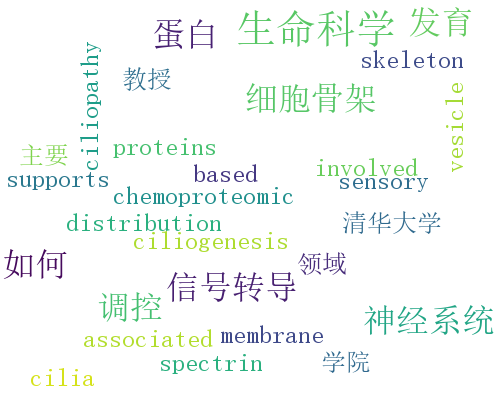 蛋白
生命科学
发育
skeleton
教授
ciliopathy
细胞骨架
vesicle
主要
proteins
based
involved
supports
chemoproteomic
sensory
distribution
清华大学
ciliogenesis
如何
信号转导
领域
调控
神经系统
associated
membrane
spectrin
学院
cilia